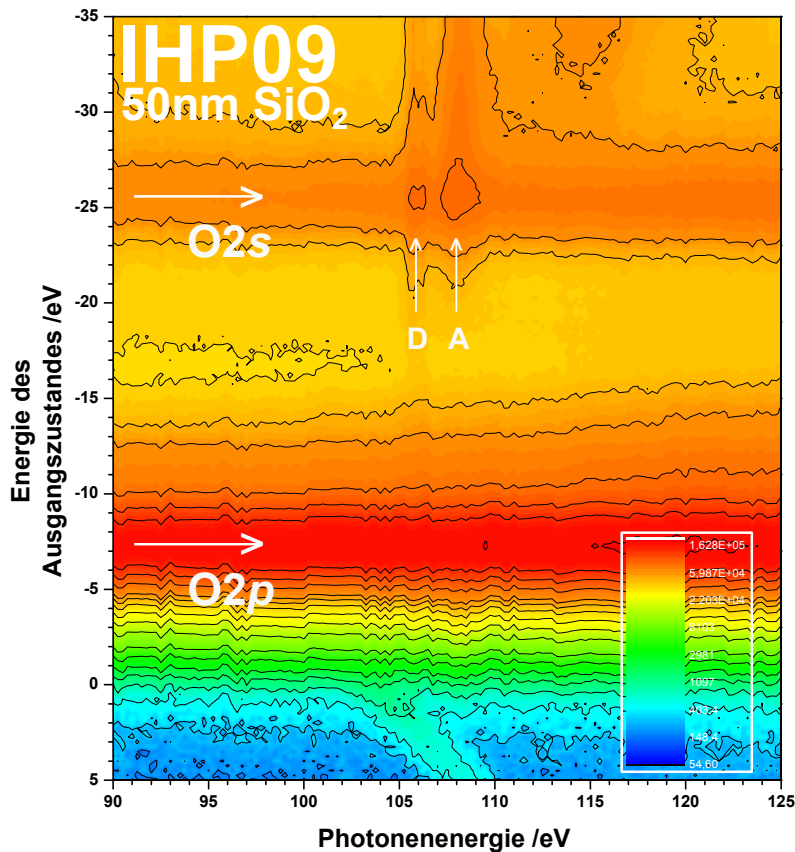 IHP09
50nm SiO₂
-35
-30
-25
-20
-15
-10
-5
0
5
O2s
D A
O2p
1,628E+05
5,987E+04
2,203E+04
2981
1097
148,4
54,60
90 95 100 105 110 115 120 125
Photonenenergie /eV
Energie des
Ausgangszustandes /eV